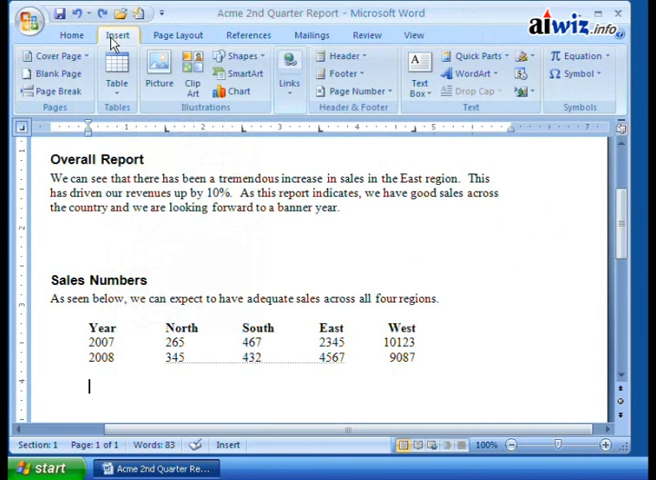 Acme 2nd Quarter Report - Microsoft Word
aiwiz.info
Home Insert Page Layout References Mailings Review View
Cover Page
Blank Page
Page Break
Pages
Table
Tables
Picture
Clip
Art
Shapes
SmartArt
Chart
Illustrations
Links
Header
Footer
Page Number
Header & Footer
A
Text
Box
Quick Parts
WordArt
Drop Cap
Text
Equation
Symbol
Symbols
1 2 3 4 5 7
Overall Report
We can see that there has been a tremendous increase in sales in the East region. This
has driven our revenues up by 10%. As this report indicates, we have good sales across
the country and we are looking forward to a banner year.
Sales Numbers
As seen below, we can expect to have adequate sales across all four regions.
Year North South East West
2007 265 467 2345 10123
2008 345 432 4567 9087
Section: 1 Page: 1 of 1 Words: 83 Insert 100%
start Acme 2nd Quarter Re...